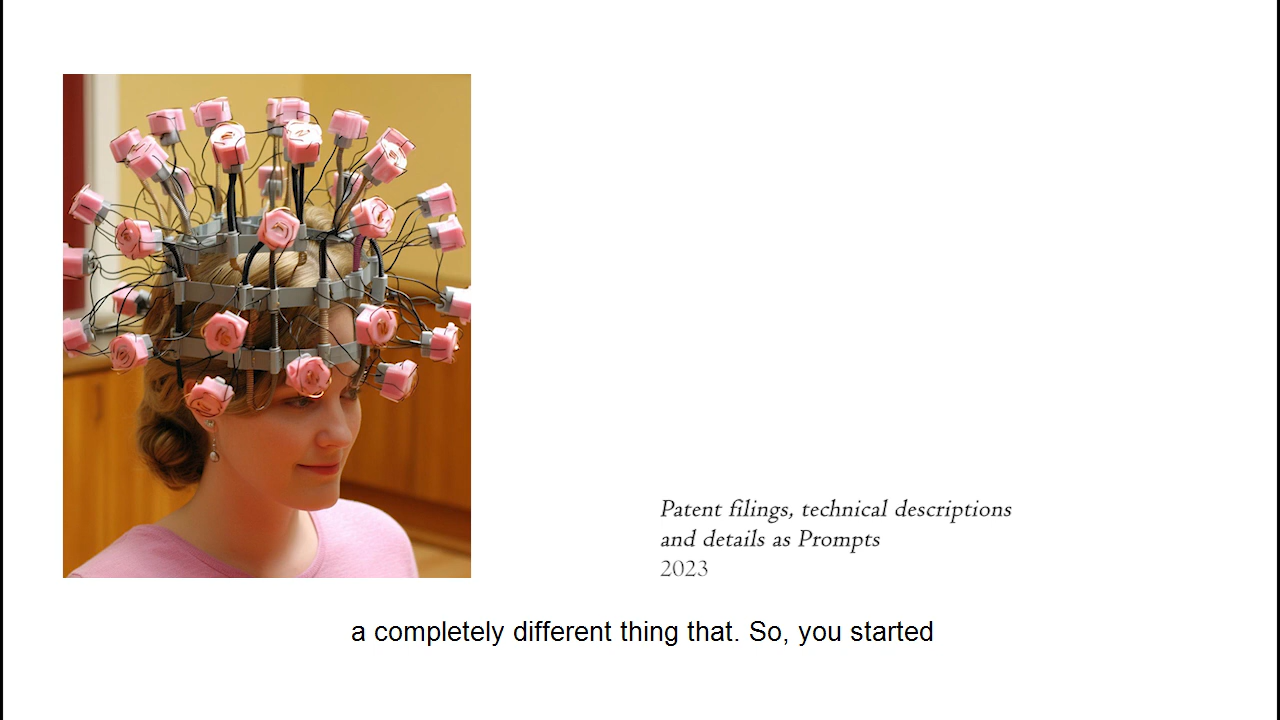 Patent filings, technical descriptions
and details as Prompts
2023
a completely different thing that. So, you started